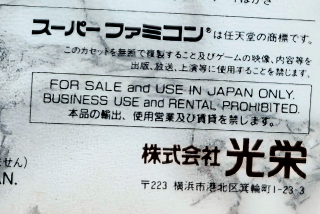 スーパーファミコン®は任天堂の商標です。
このカセットを無断で複製すること及びゲームの映像、内容等を
出版、放送、上演等に使用することを禁じます。
FOR SALE and USE IN JAPAN ONLY.
BUSINESS USE and RENTAL PROHIBITED.
本品の輸出、使用営業及び賃貸を禁じます。
株式会社 光栄
ません)
AN.
〒223 横浜市港北区箕輪町1-23-3